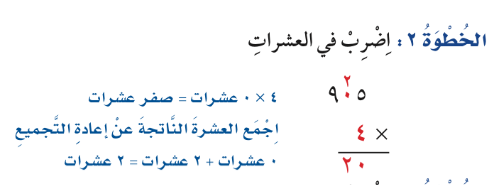 الخُطْوَةُ ٢ : اِضْرِبْ في العشراتِ
٢
٩٠٥
٤ × ٠ عشرات = صفر عشرات
اِجْمَع العشرةَ النَّاتجةَ عنْ إعادةِ التَّجميعِ
٤ ×
٠ عشرات + ٢ عشرات = ٢ عشرات
٢٠